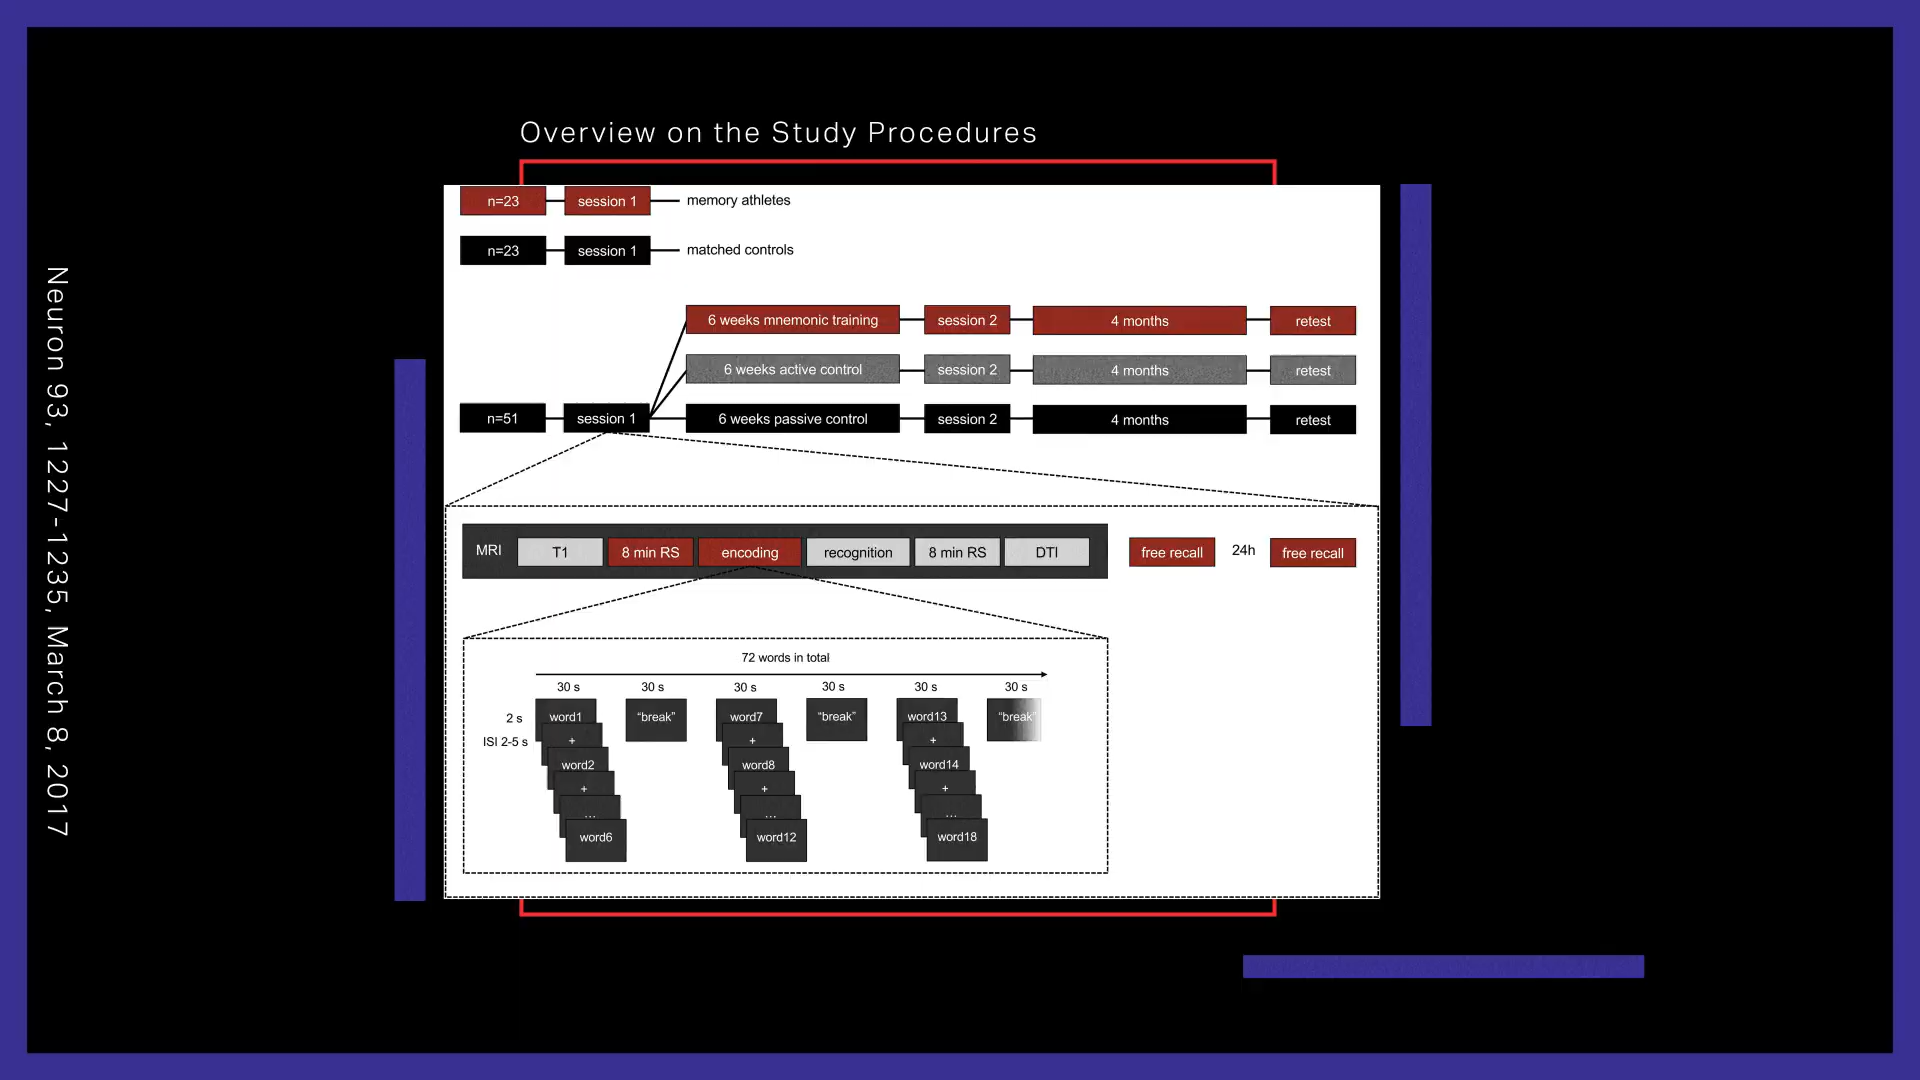 Overview on the Study Procedures
n=23 session 1 memory athletes
n=23 session 1 matched controls
6 weeks mnemonic training session 2 4 months retest
6 weeks active control session 2 4 months retest
n=51 session 1 6 weeks passive control session 2 4 months retest
MRI T1 8 min RS encoding recognition 8 min RS DTI free recall 24h free recall
72 words in total
30 s 30 s 30 s 30 s 30 s 30 s
2 s word1 "break" word7 "break" word13 "break"
ISI 2-5 s + + +
word2 word8 word14
+ + +
... ... ...
word6 word12 word18
Neuron 93, 1227-1235, March 8, 2017